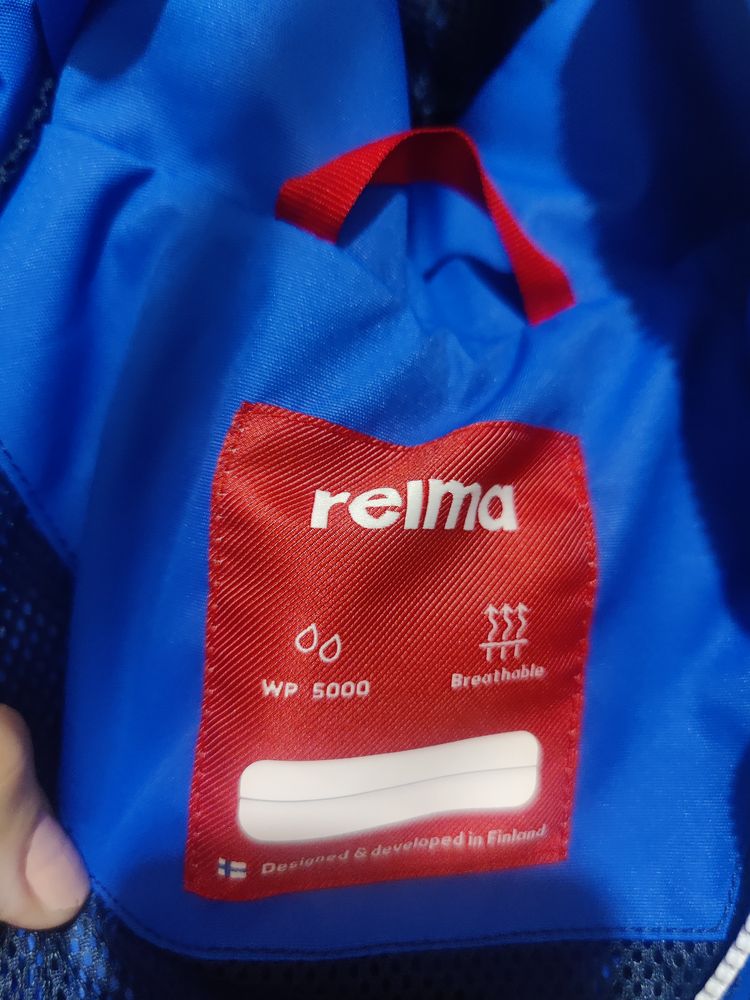 reima
WP 5000
Breathable
Designed & developed in Finland